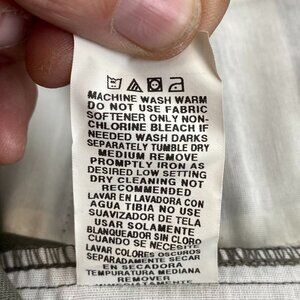 MACHINE WASH WARM
DO NOT USE FABRIC
SOFTENER ONLY NON-
CHLORINE BLEACH IF
NEEDED WASH DARKS
SEPARATELY TUMBLE DRY
MEDIUM REMOVE
PROMPTLY IRON AS
DESIRED LOW SETTING
DRY CLEANING NOT
RECOMMENDED
LAVAR EN LAVADORA CON
AGUA TIBIA NO USE
SUAVIZADOR DE TELA
USAR SOLAMENTE
BLANQUEADOR SIN CLORO
CUANDO SE NECESITE
LAVAR COLORES OSCUROS
SEPARADAMENTE SECAR
EN SECADORA
TEMPURATURA MEDIANA
REMOVER